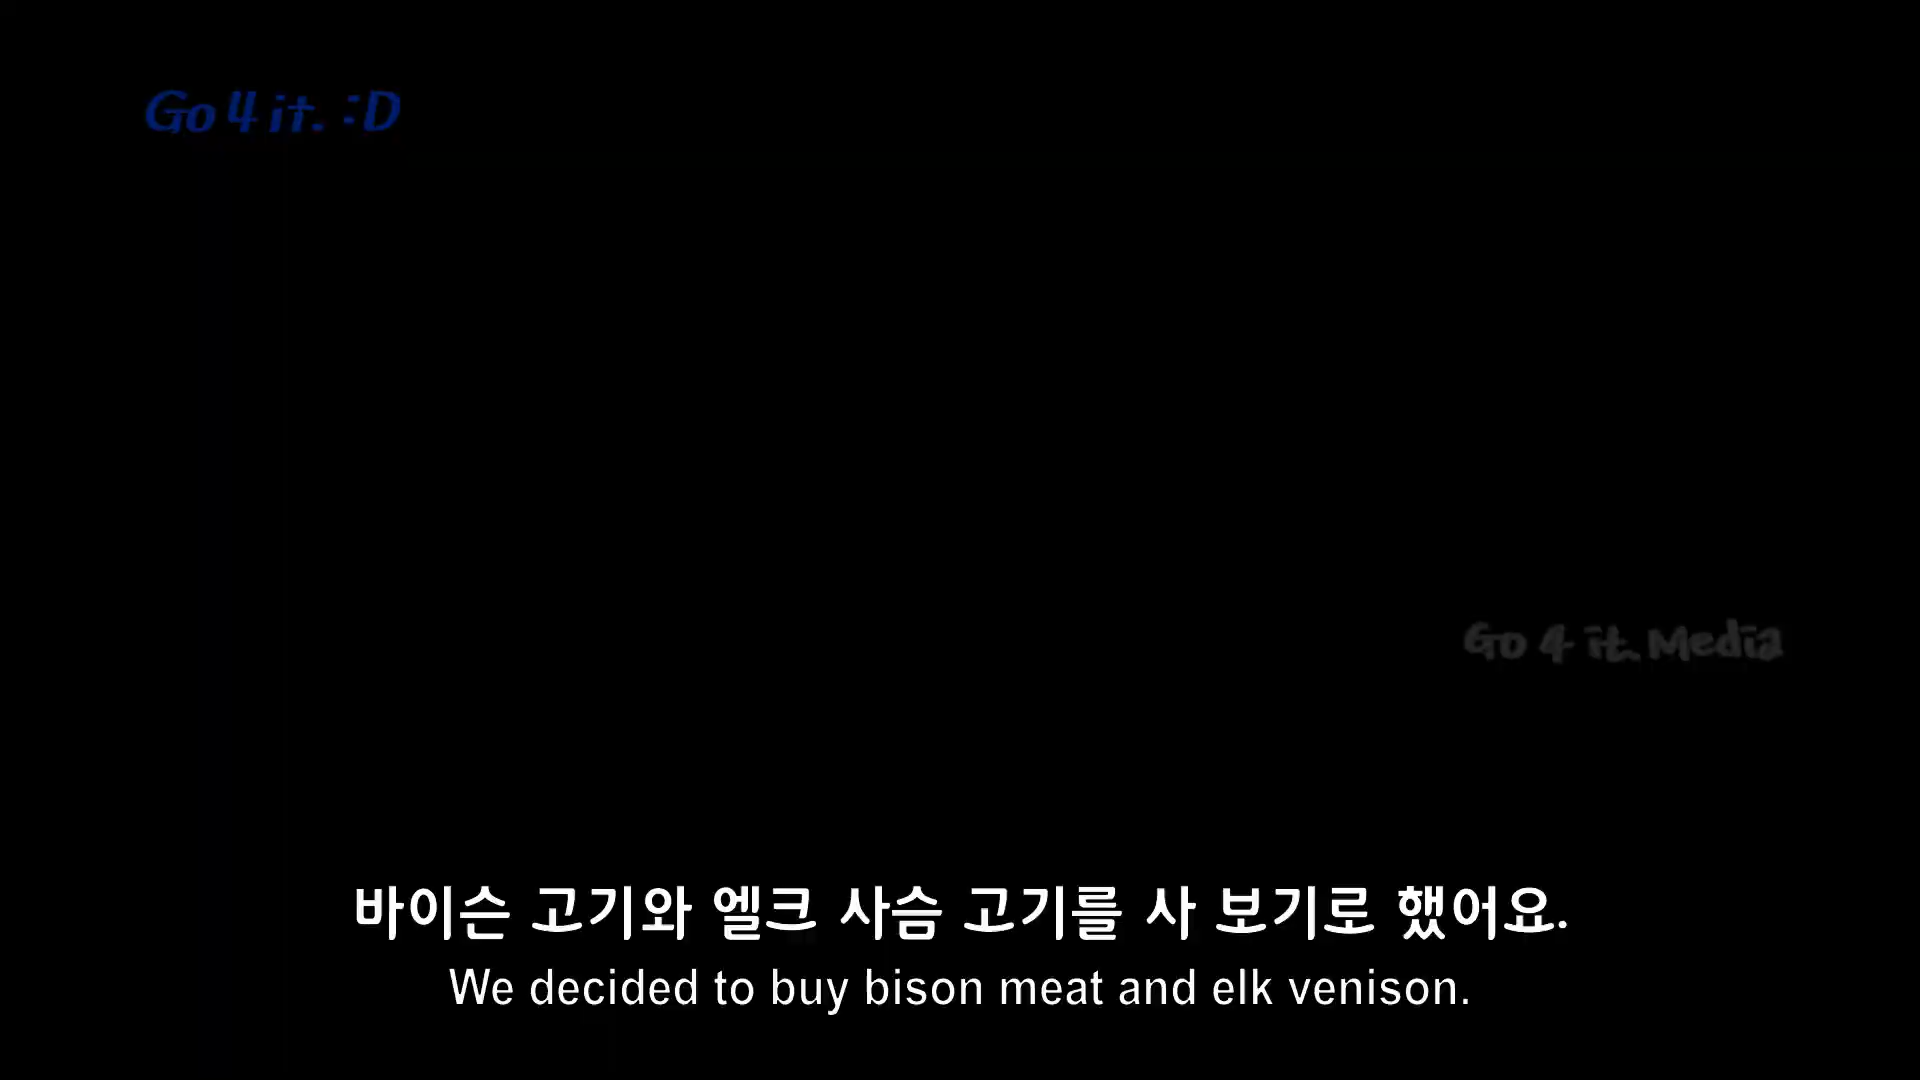 Go 4 it. :D
Go 4 it. Media
바이슨 고기와 엘크 사슴 고기를 사 보기로 했어요.
We decided to buy bison meat and elk venison.